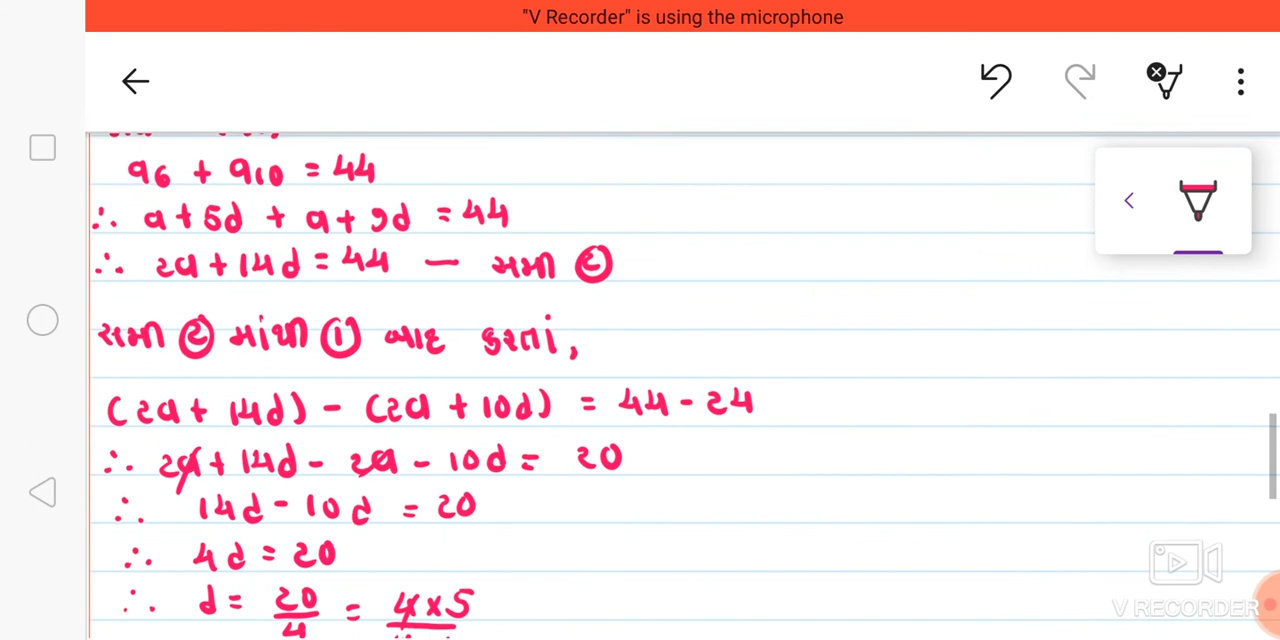 "V Recorder" is using the microphone
a6 + a10 = 44
∴ a + 5d + a + 9d = 44
∴ 2a + 14d = 44 — સમી ②
સમી ② માંથી ① બાદ કરતાં,
(2a + 14d) - (2a + 10d) = 44 - 24
∴ 2a + 14d - 2a - 10d = 20
∴ 14d - 10d = 20
∴ 4d = 20
∴ d = 20/4 = 4 x 5
V RECORDER